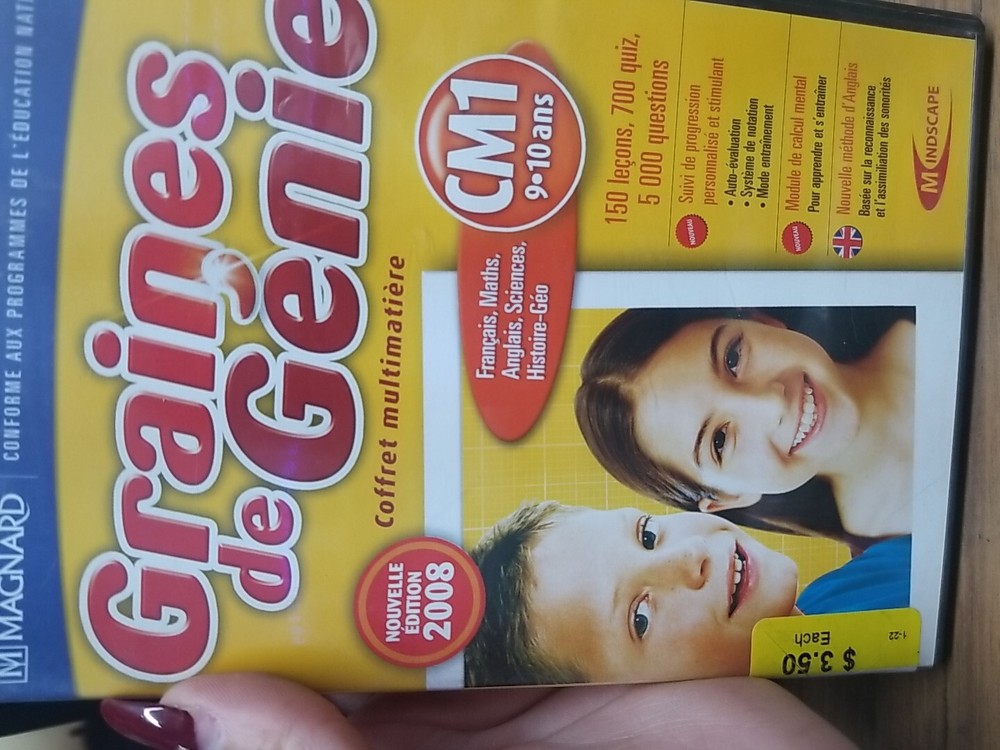 MAGNARD CONFORME AUX PROGRAMMES DE L'ÉDUCATION NATI
Graines
de Génie
Coffret multimatière
CM1
9•10 ans
Français, Maths,
Anglais, Sciences,
Histoire-Géo
NOUVELLE
ÉDITION
2008
150 leçons, 700 quiz,
5 000 questions
NOUVEAU
Suivi de progression
personnalisé et stimulant
• Auto-évaluation
• Système de notation
• Mode entraînement
NOUVEAU
Module de calcul mental
Pour apprendre et s'entraîner
Nouvelle méthode d'Anglais
Basée sur la reconnaissance
et l'assimilation des sonorités
MINDSCAPE
$ 3.50
Each
1-22